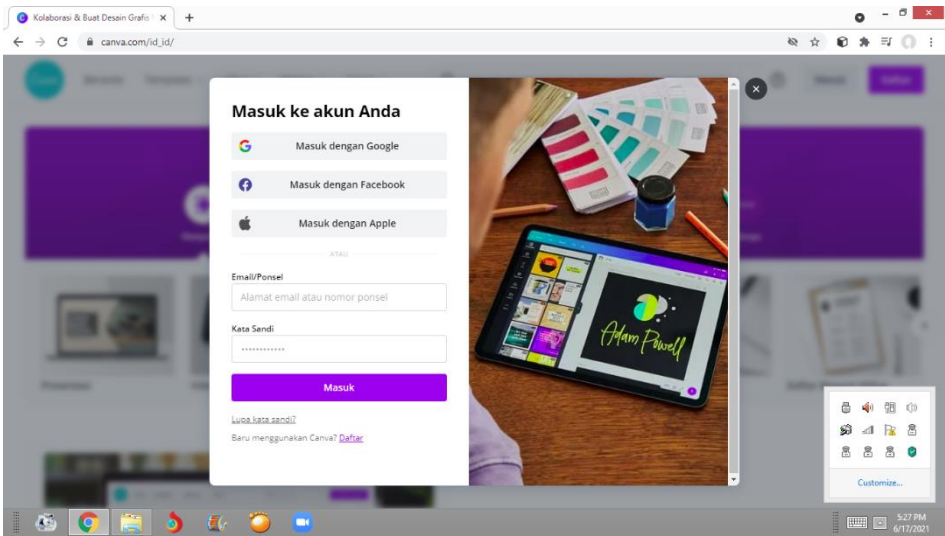 Kolaborasi & Buat Desain Grafis
canva.com/id_id/
Masuk ke akun Anda
Masuk dengan Google
Masuk dengan Facebook
Masuk dengan Apple
ATAU
Email/Ponsel
Alamat email atau nomor ponsel
Kata Sandi
Masuk
Lupa kata sandi?
Baru menggunakan Canva? Daftar
Adam Powell
Customize...
5:27 PM
6/17/2021